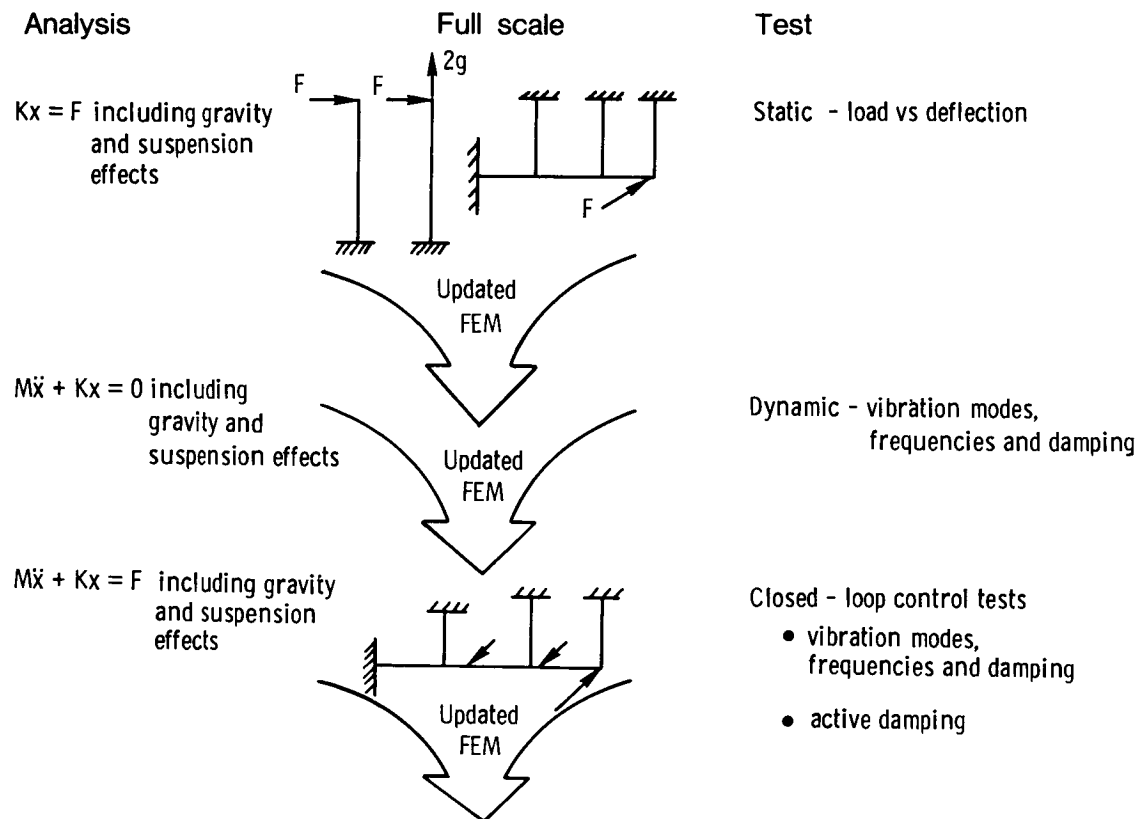 Analysis
Full scale
Test
F
F
2g
Kx = F including gravity
and suspension
effects
F
Static - load vs deflection
Updated
FEM
Mẍ + Kx = 0 including
gravity and
suspension effects
Updated
FEM
Dynamic - vibration modes,
frequencies and damping
Mẍ + Kx = F including gravity
and suspension
effects
Updated
FEM
Closed - loop control tests
• vibration modes,
frequencies and damping
• active damping